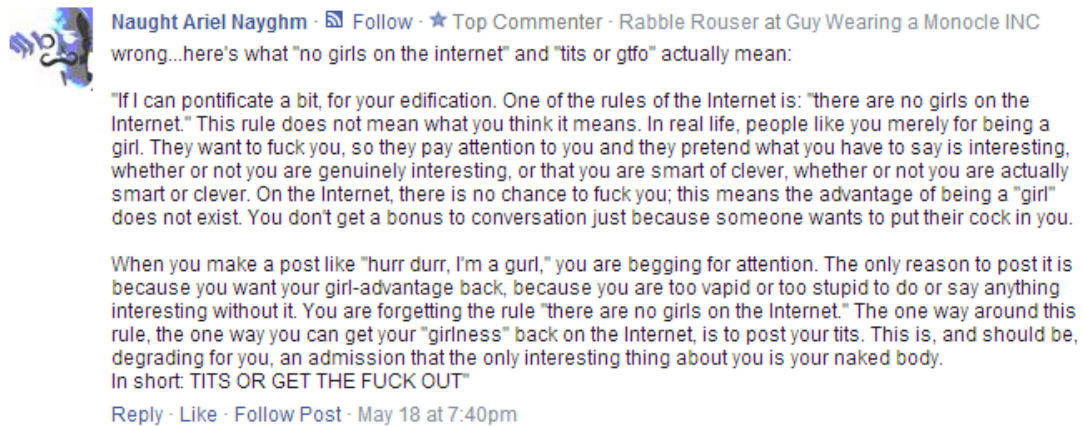 Naught Ariel Nayghm · Follow · Top Commenter · Rabble Rouser at Guy Wearing a Monocle INC
wrong...here's what "no girls on the internet" and "tits or gtfo" actually mean:
"If I can pontificate a bit, for your edification. One of the rules of the Internet is: "there are no girls on the
Internet." This rule does not mean what you think it means. In real life, people like you merely for being a
girl. They want to fuck you, so they pay attention to you and they pretend what you have to say is interesting,
whether or not you are genuinely interesting, or that you are smart of clever, whether or not you are actually
smart or clever. On the Internet, there is no chance to fuck you; this means the advantage of being a "girl"
does not exist. You don't get a bonus to conversation just because someone wants to put their cock in you.
When you make a post like "hurr durr, I'm a gurl," you are begging for attention. The only reason to post it is
because you want your girl-advantage back, because you are too vapid or too stupid to do or say anything
interesting without it. You are forgetting the rule "there are no girls on the Internet." The one way around this
rule, the one way you can get your "girlness" back on the Internet, is to post your tits. This is, and should be,
degrading for you, an admission that the only interesting thing about you is your naked body.
In short: TITS OR GET THE FUCK OUT"
Reply · Like · Follow Post · May 18 at 7:40pm